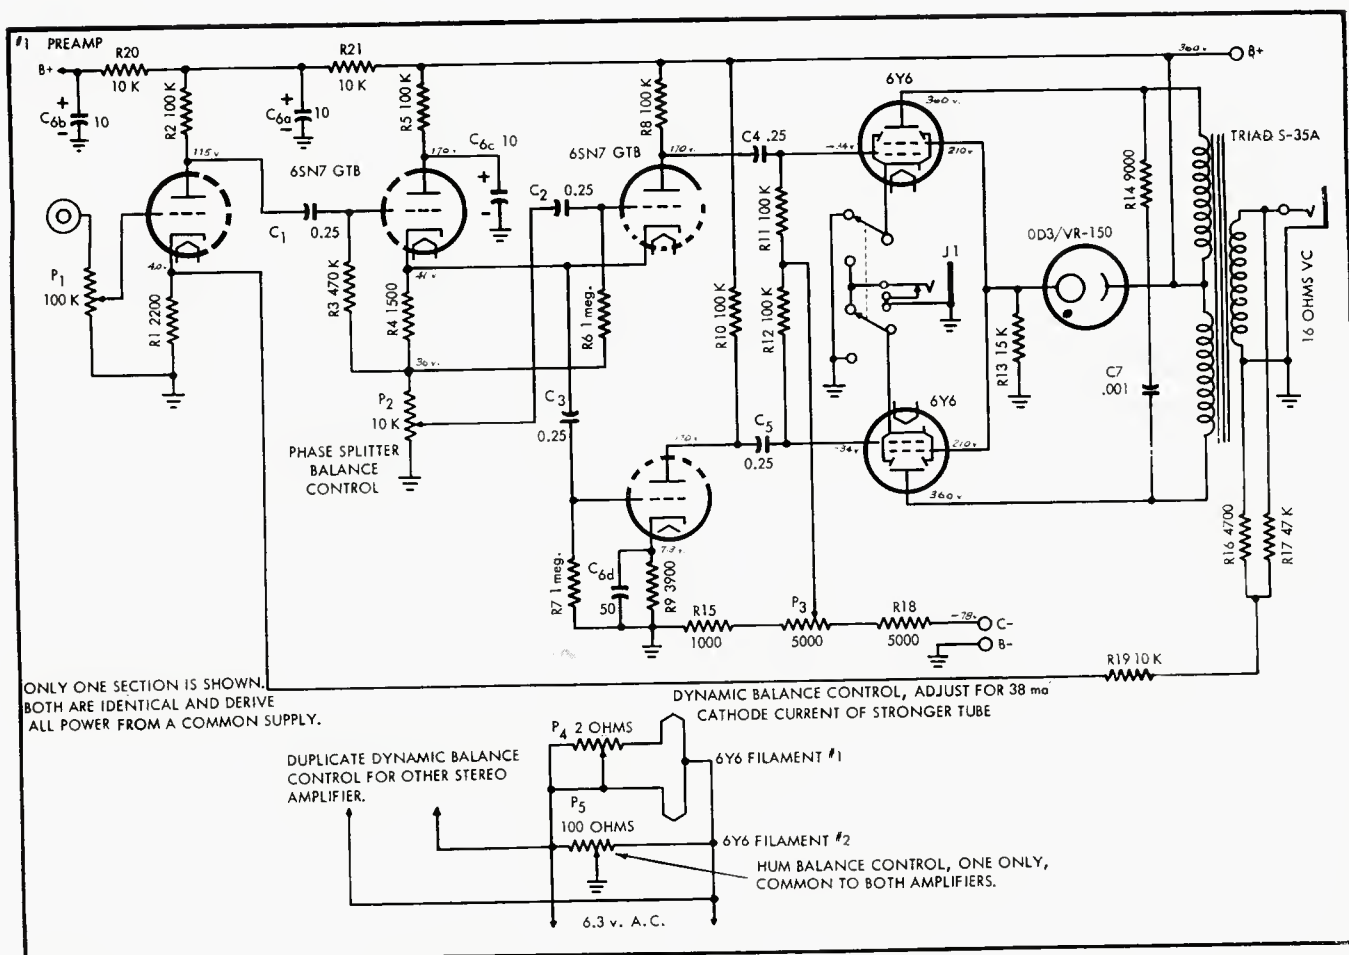 #1 PREAMP
R20
10 K
R21
10 K
B+
B+
360 v
C6b
+
-
10
R2 100 K
C6a
+
-
10
R5 100 K
C6c 10
+
-
R8 100 K
6Y6
360 v.
115 v
170 v
170 v
6SN7 GTB
6SN7 GTB
C4 .25
-34 v
210 v
TRIAD S-35A
R14 9000
C1
0.25
C2
0.25
R11 100 K
OD3/VR-150
J1
P1
100 K
4.0 v
R1 2200
R3 470 K
41 v
R4 1500
R6 1 meg.
R10 100 K
R12 100 K
R13 15 K
16 OHMS VC
36 v
P2
10 K
C3
0.25
C7
.001
6Y6
PHASE SPLITTER
BALANCE
CONTROL
170 v
C5
0.25
-34 v
210 v
360 v
R7 1 meg.
C6d
50
7.3 v
R9 3900
R15
1000
P3
5000
R18
5000
-78 v
C-
B-
R16 4700
R17 47 K
R19 10 K
ONLY ONE SECTION IS SHOWN.
BOTH ARE IDENTICAL AND DERIVE
ALL POWER FROM A COMMON SUPPLY.
DYNAMIC BALANCE CONTROL, ADJUST FOR 38 ma
CATHODE CURRENT OF STRONGER TUBE
P4 2 OHMS
6Y6 FILAMENT #1
DUPLICATE DYNAMIC BALANCE
CONTROL FOR OTHER STEREO
AMPLIFIER.
P5
100 OHMS
6Y6 FILAMENT #2
HUM BALANCE CONTROL, ONE ONLY,
COMMON TO BOTH AMPLIFIERS.
6.3 v. A.C.